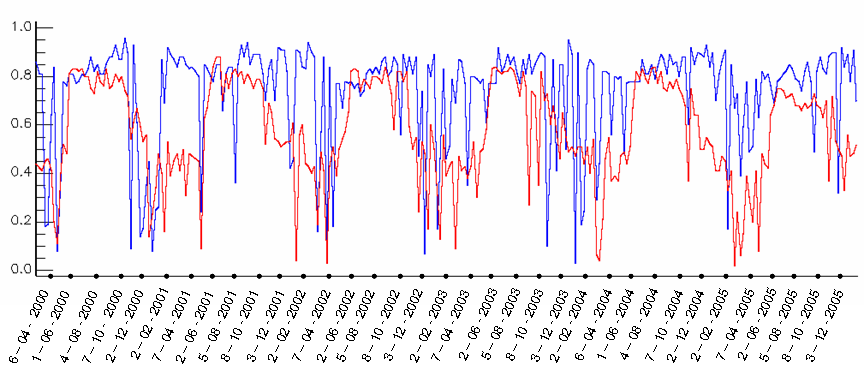 1.0
0.8
0.6
0.4
0.2
0.0
6 – 04 - 2000
1 – 06 - 2000
4 – 08 - 2000
7 – 10 - 2000
2 - 12 - 2000
2 – 02 - 2001
7 – 04 - 2001
2 – 06 - 2001
5 – 08 - 2001
8 – 10 - 2001
3 – 12 - 2001
2 – 02 - 2002
7 – 04 - 2002
2 – 06 - 2002
5 – 08 - 2002
8 – 10 - 2002
3 – 12 - 2002
2 – 02 - 2003
7 – 04 - 2003
2 – 06 - 2003
5 – 08 - 2003
8 – 10 - 2003
3 – 12 - 2003
2 – 02 - 2004
6 – 04 - 2004
1 – 06 - 2004
4 – 08 - 2004
7 – 10 - 2004
2 – 12 - 2004
2 – 02 - 2005
7 – 04 - 2005
2 – 06 - 2005
5 – 08 - 2005
8 – 10 - 2005
3 – 12 - 2005